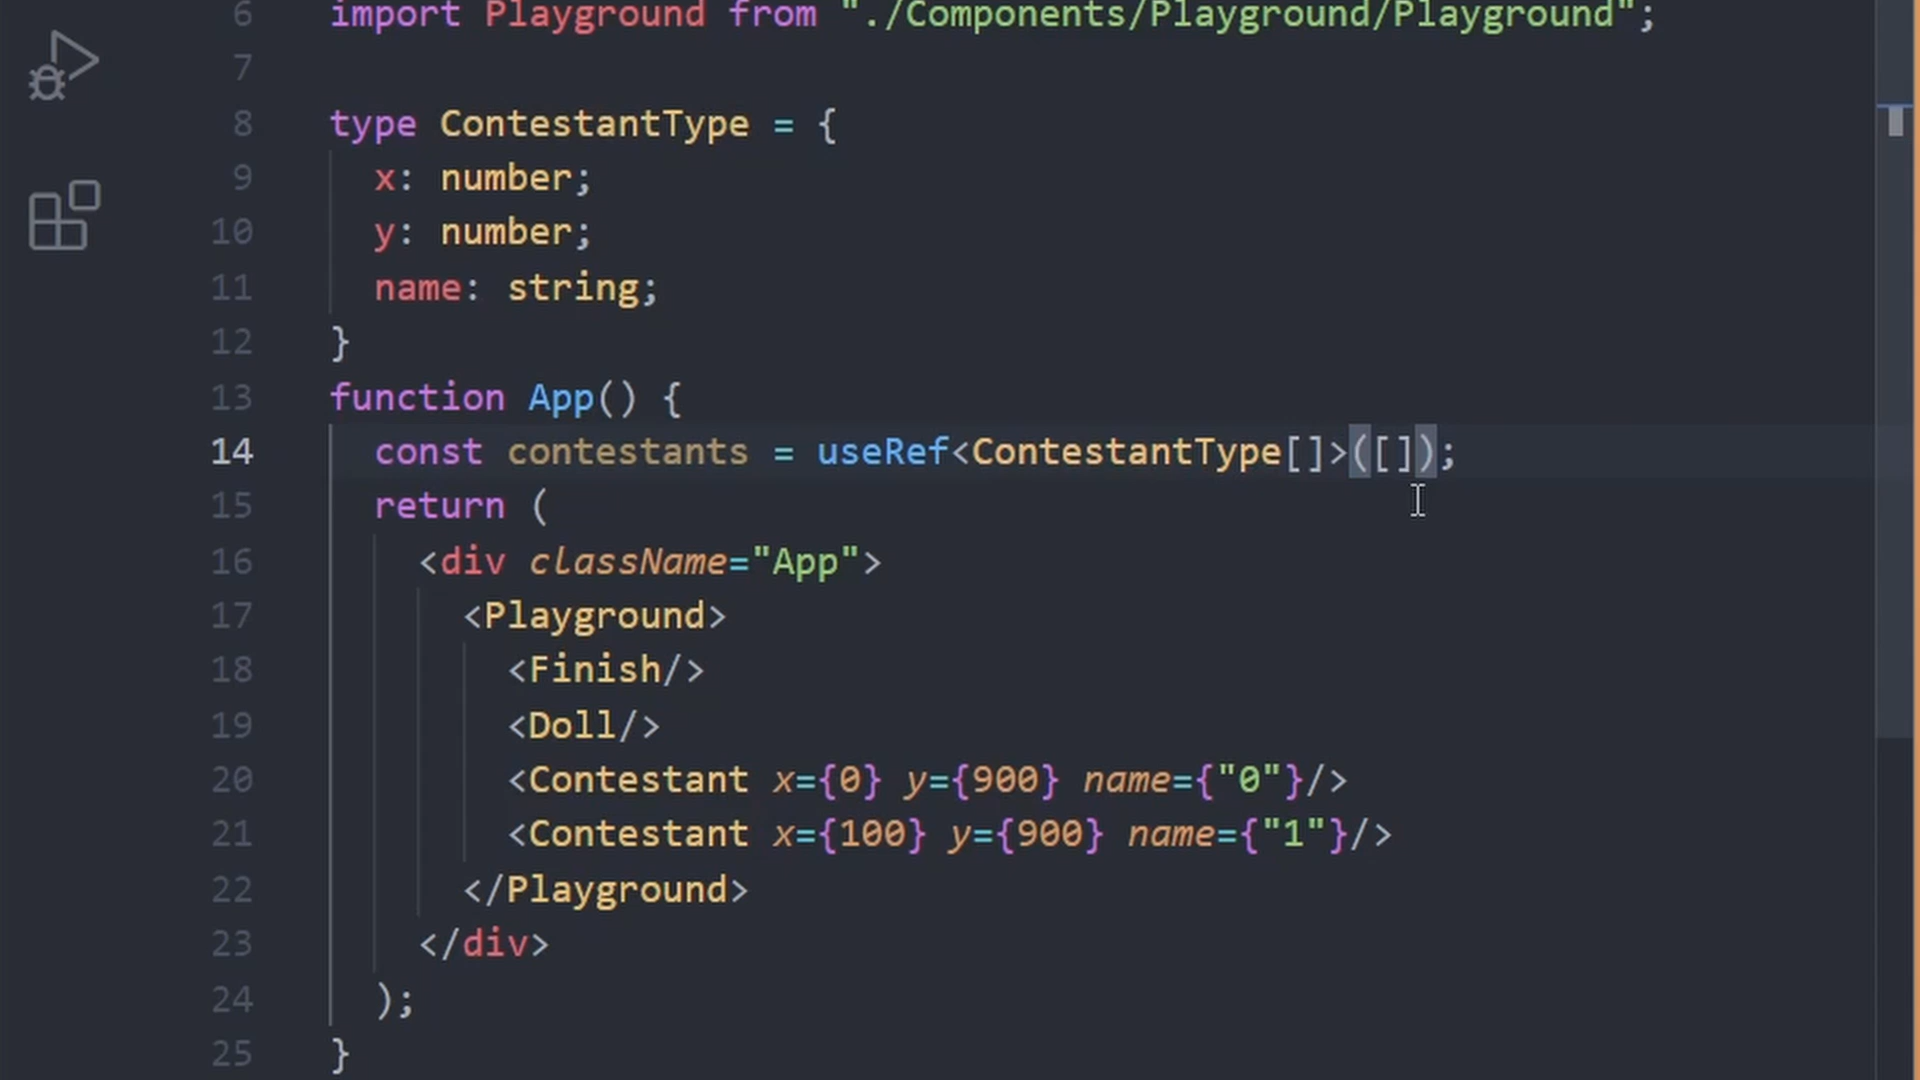 6 import Playground from "./Components/Playground/Playground";
7
8 type ContestantType = {
9 x: number;
10 y: number;
11 name: string;
12 }
13 function App() {
14 const contestants = useRef<ContestantType[]>([]);
15 return (
16 <div className="App">
17 <Playground>
18 <Finish/>
19 <Doll/>
20 <Contestant x={0} y={900} name={"0"}/>
21 <Contestant x={100} y={900} name={"1"}/>
22 </Playground>
23 </div>
24 );
25 }